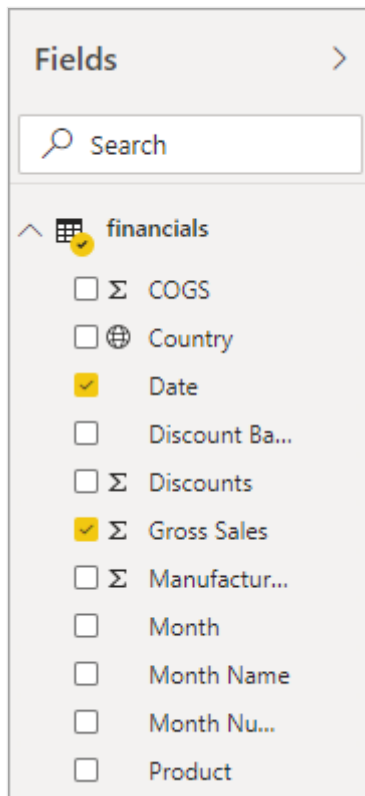 Fields
Search
financials
Σ COGS
Country
Date
Discount Ba...
Σ Discounts
Σ Gross Sales
Σ Manufactur...
Month
Month Name
Month Nu...
Product